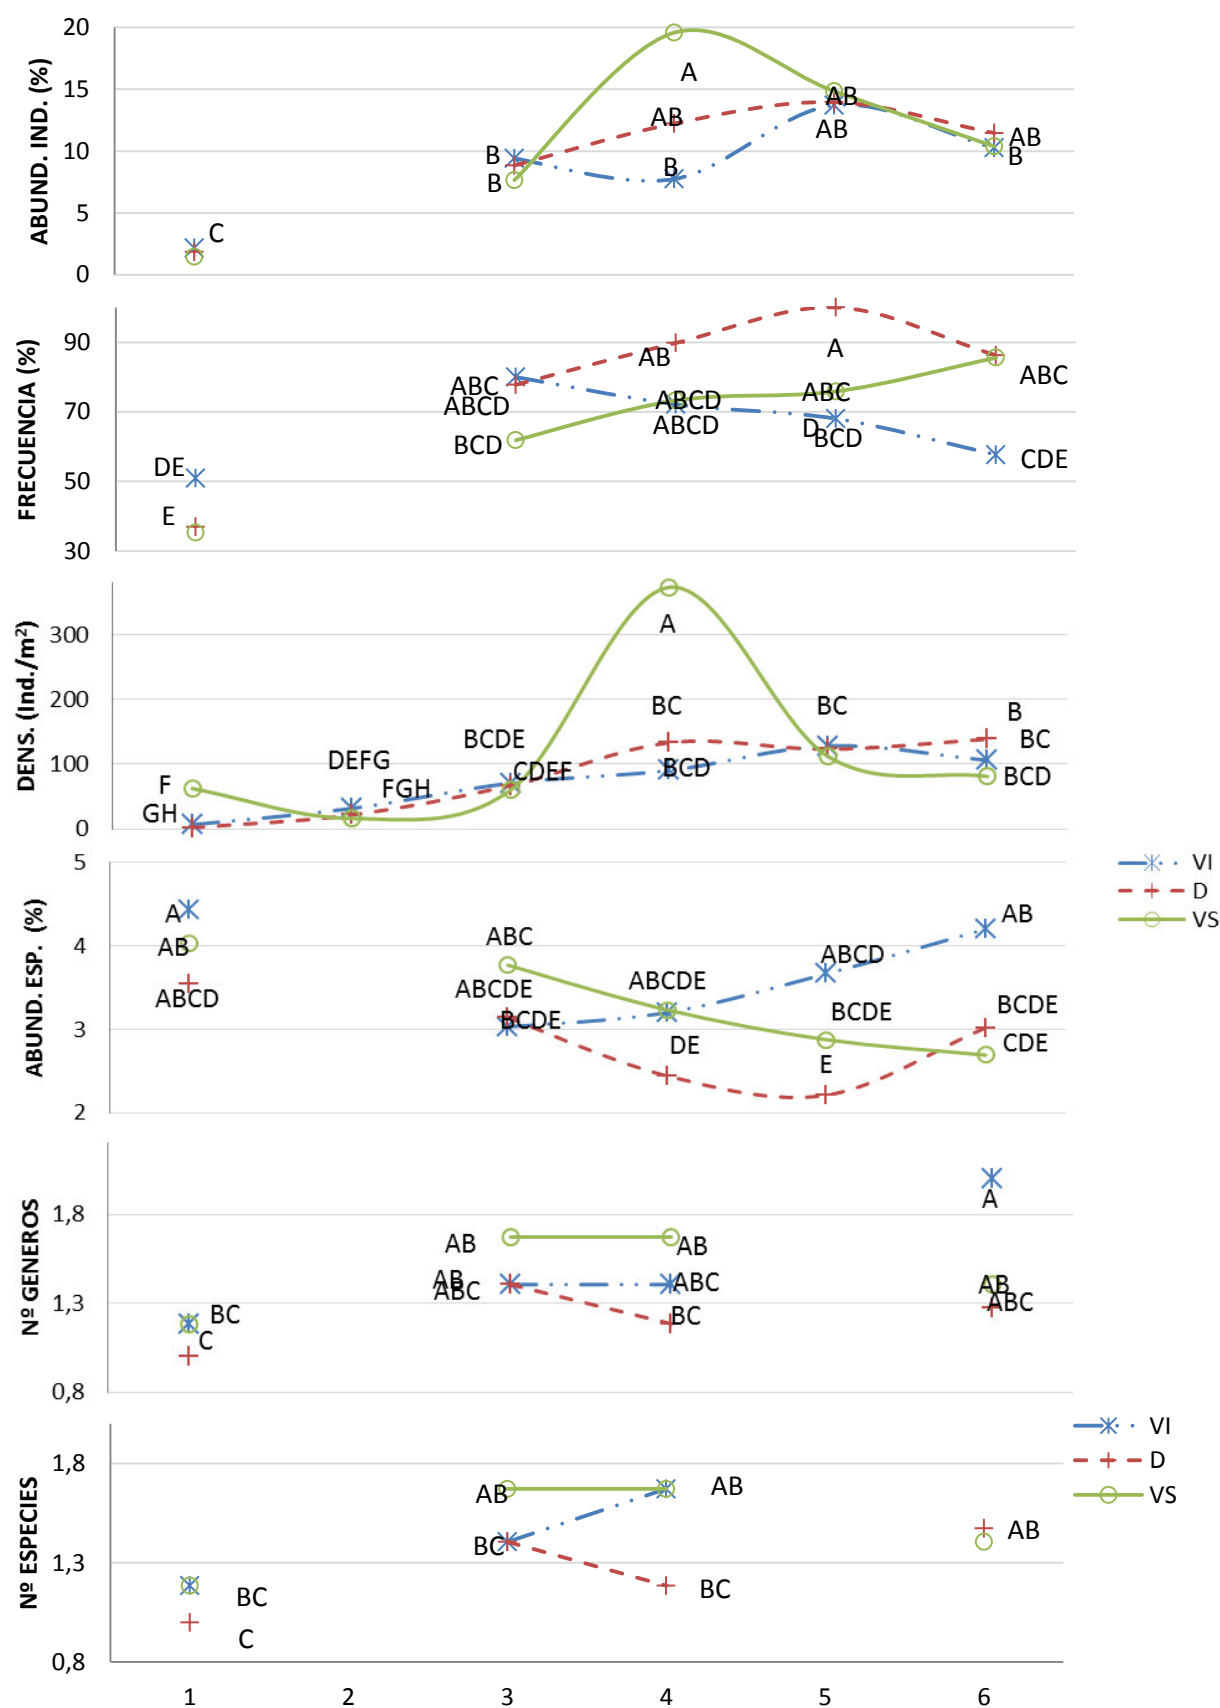 ABUND. IND. (%)
20
15
10
5
0
C
B
B
A
AB
B
AB
AB
AB
B
FRECUENCIA (%)
90
70
50
30
DE
E
ABC
ABCD
BCD
AB
ABCD
ABCD
A
ABC
D
BCD
ABC
CDE
DENS. (Ind./m²)
300
200
100
0
F
GH
DEFG
FGH
BCDE
CDEF
A
BC
BCD
BC
B
BC
BCD
ABUND. ESP. (%)
5
4
3
2
A
AB
ABCD
ABC
ABCDE
BCDE
ABCDE
DE
ABCD
BCDE
E
AB
BCDE
CDE
VI
D
VS
Nº GENEROS
1,8
1,3
0,8
BC
C
AB
AB
ABC
AB
ABC
BC
A
AB
ABC
Nº ESPECIES
1,8
1,3
0,8
BC
C
AB
BC
AB
BC
AB
VI
D
VS
1 2 3 4 5 6